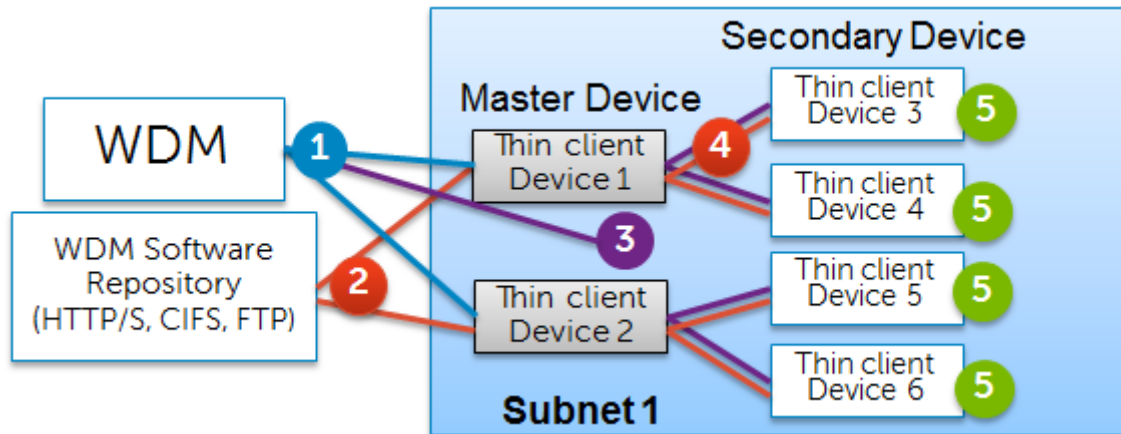 Secondary Device
Master Device
WDM
1
Thin client
Device 1
4
Thin client
Device 3
5
Thin client
Device 4
5
3
WDM Software
Repository
(HTTP/S, CIFS, FTP)
2
Thin client
Device 2
Thin client
Device 5
5
Thin client
Device 6
5
Subnet 1